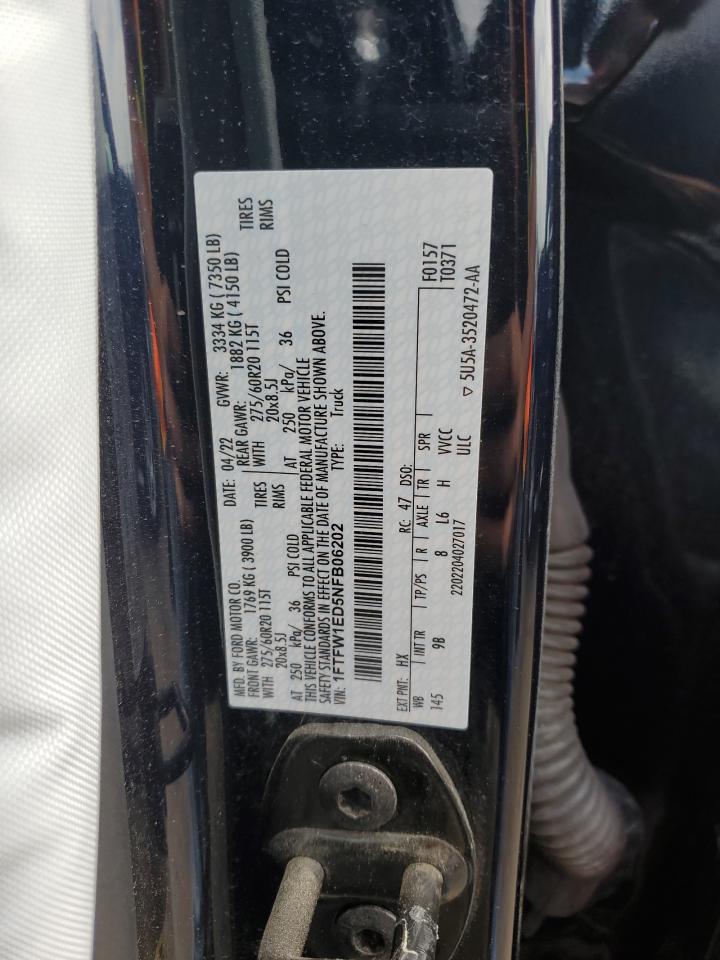 MFD. BY FORD MOTOR CO.
DATE: 04/22 GVWR: 3334 KG ( 7350 LB)
FRONT GAWR: 1769 KG ( 3900 LB)
REAR GAWR: 1882 KG ( 4150 LB)
WITH 275/60R20 115T TIRES
WITH 275/60R20 115T TIRES
20x8.5J RIMS
20x8.5J RIMS
AT 250 kPa/ 36 PSI COLD
AT 250 kPa/ 36 PSI COLD
THIS VEHICLE CONFORMS TO ALL APPLICABLE FEDERAL MOTOR VEHICLE
SAFETY STANDARDS IN EFFECT ON THE DATE OF MANUFACTURE SHOWN ABOVE.
VIN: 1FTFW1ED5NFB06202
TYPE: Truck
EXT PNT: HX RC: 47 DSO: F0157
WB INT TR TP/PS R AXLE TR SPR T0371
145 9B 8 L6 H VVCC
2202204027017 ULC
▽ 5U5A-3520472-AA